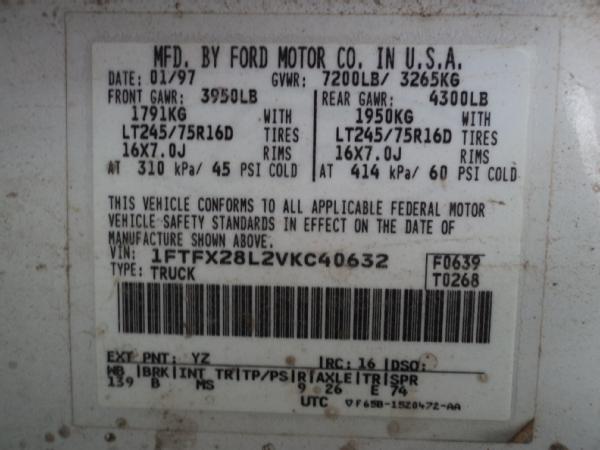 MFD. BY FORD MOTOR CO. IN U.S.A.
DATE: 01/97 GVWR: 7200LB/ 3265KG
FRONT GAWR: 3950LB REAR GAWR: 4300LB
1791KG WITH 1950KG WITH
LT245/75R16D TIRES LT245/75R16D TIRES
16X7.0J RIMS 16X7.0J RIMS
AT 310 kPa/ 45 PSI COLD AT 414 kPa/ 60 PSI COLD
THIS VEHICLE CONFORMS TO ALL APPLICABLE FEDERAL MOTOR
VEHICLE SAFETY STANDARDS IN EFFECT ON THE DATE OF
MANUFACTURE SHOWN ABOVE.
VIN: 1FTFX28L2VKC40632 F0639
TYPE: TRUCK T0268
EXT PNT: YZ |RC: 16 |DSO:
WB |BRK|INT TR|TP/PS|R|AXLE|TR|SPR
139 B MS 9 26 E 74
UTC ▽F65B-1520472-AA